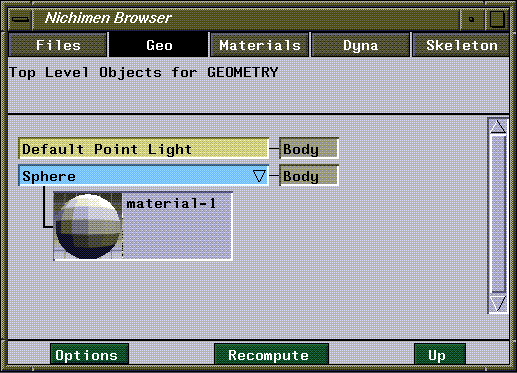 Nichimen Browser
Files Geo Materials Dyna Skeleton
Top Level Objects for GEOMETRY
Default Point Light Body
Sphere Body
material-1
Options Recompute Up